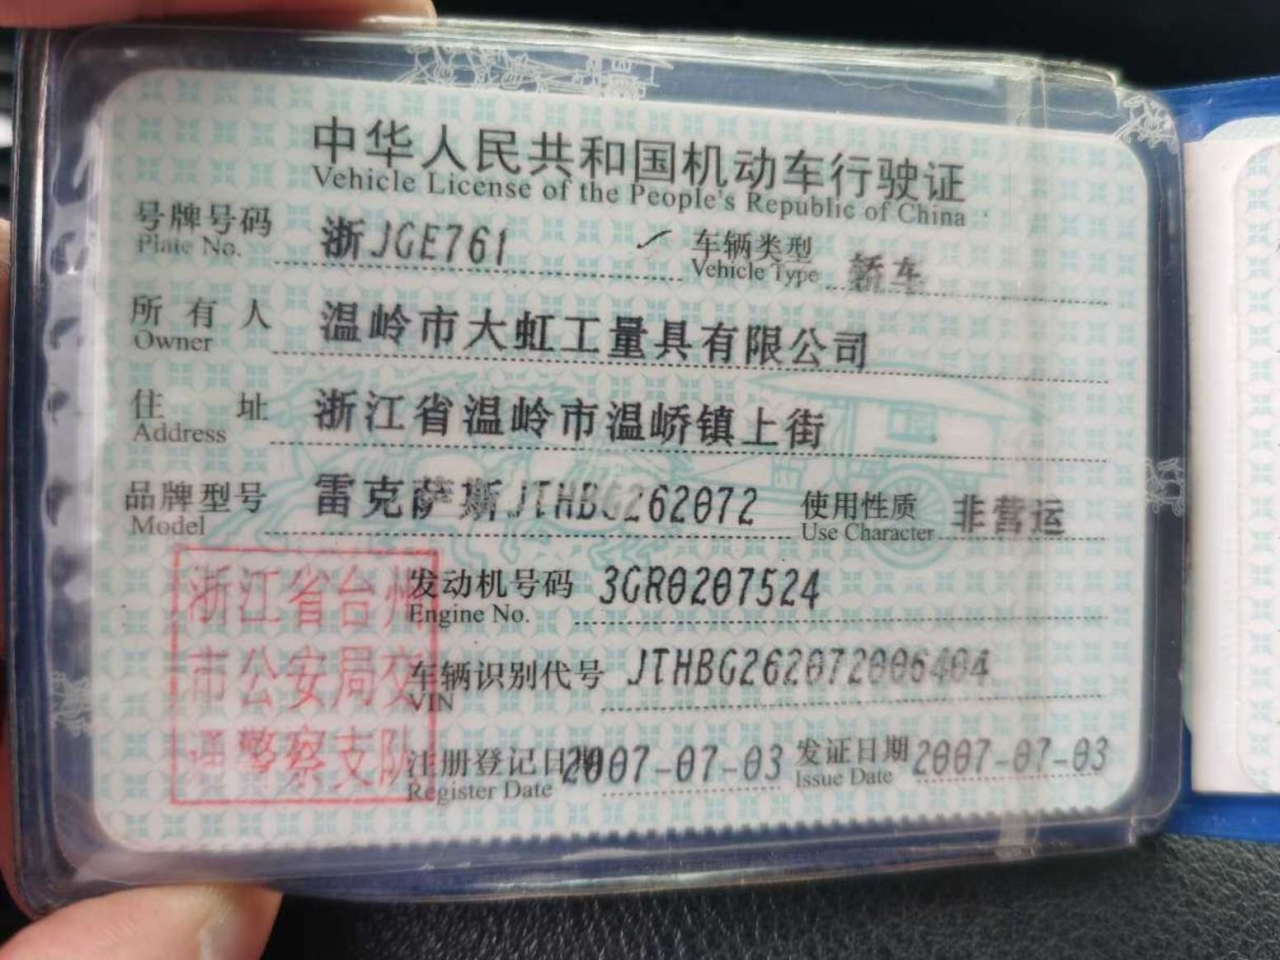 中华人民共和国机动车行驶证
Vehicle License of the People's Republic of China
号牌号码 浙JGE761 车辆类型 轿车
Plate No. Vehicle Type
所有人 温岭市大虹工量具有限公司
Owner
住址 浙江省温岭市温峤镇上街
Address
品牌型号 雷克萨斯JTHBG262072 使用性质 非营运
Model Use Character
发动机号码 3GR0207524
Engine No.
车辆识别代号 JTHBG262072006404
VIN
注册登记日期 2007-07-03 发证日期 2007-07-03
Register Date Issue Date
浙江省台州
市公安局交
通警察支队